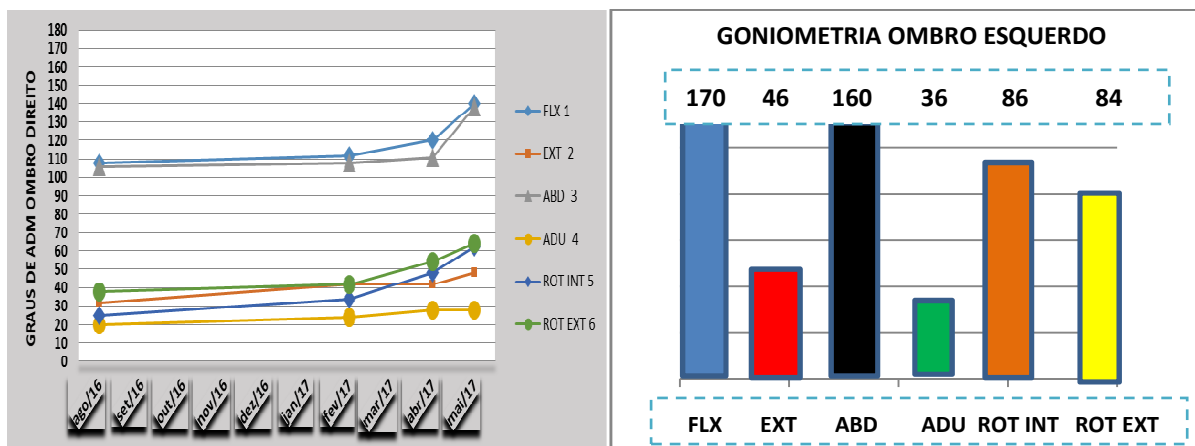 GRAUS DE ADM OMBRO DIREITO
180
170
160
150
140
130
120
110
100
90
80
70
60
50
40
30
20
10
0
ago/16 set/16 out/16 nov/16 dez/16 jan/17 fev/17 mar/17 abr/17 mai/17
FLX 1
EXT 2
ABD 3
ADU 4
ROT INT 5
ROT EXT 6
GONIOMETRIA OMBRO ESQUERDO
170 46 160 36 86 84
FLX EXT ABD ADU ROT INT ROT EXT